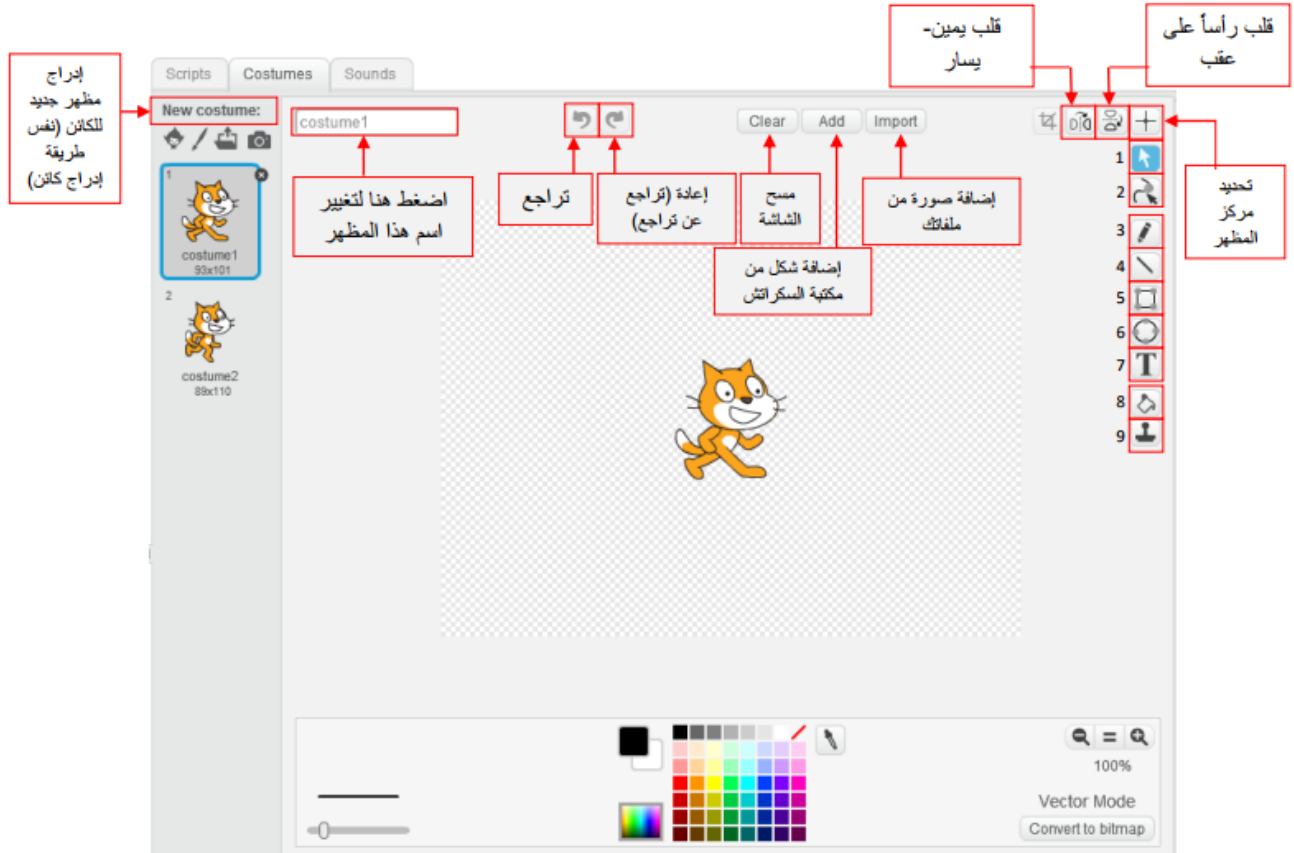 قلب رأساً على
عقب
قلب يمين-
يسار
إدراج
مظهر جديد
للكائن (نفس
طريقة
إدراج كائن)
Scripts
Costumes
Sounds
New costume:
costume1
Clear
Add
Import
1
costume1
93x101
2
costume2
89x110
اضغط هنا لتغيير
اسم هذا المظهر
تراجع
إعادة (تراجع
عن تراجع)
مسح
الشاشة
إضافة صورة من
ملفاتك
إضافة شكل من
مكتبة السكراتش
تحديد
مركز
المظهر
1
2
3
4
5
6
7
T
8
9
100%
Vector Mode
Convert to bitmap